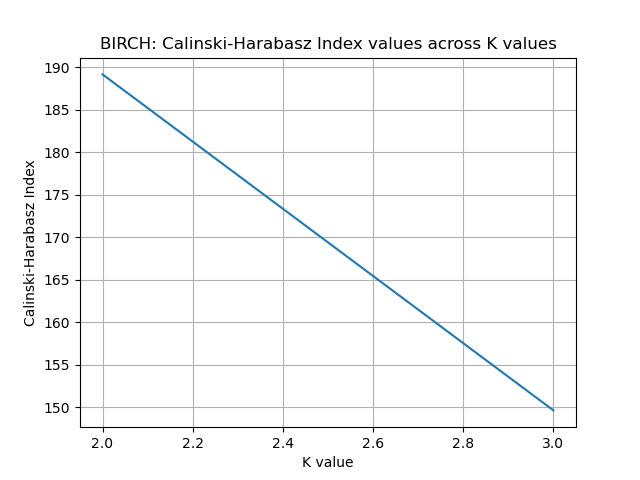 BIRCH: Calinski-Harabasz Index values across K values
190
185
180
175
170
165
160
155
150
Calinski-Harabasz Index
2.0 2.2 2.4 2.6 2.8 3.0
K value